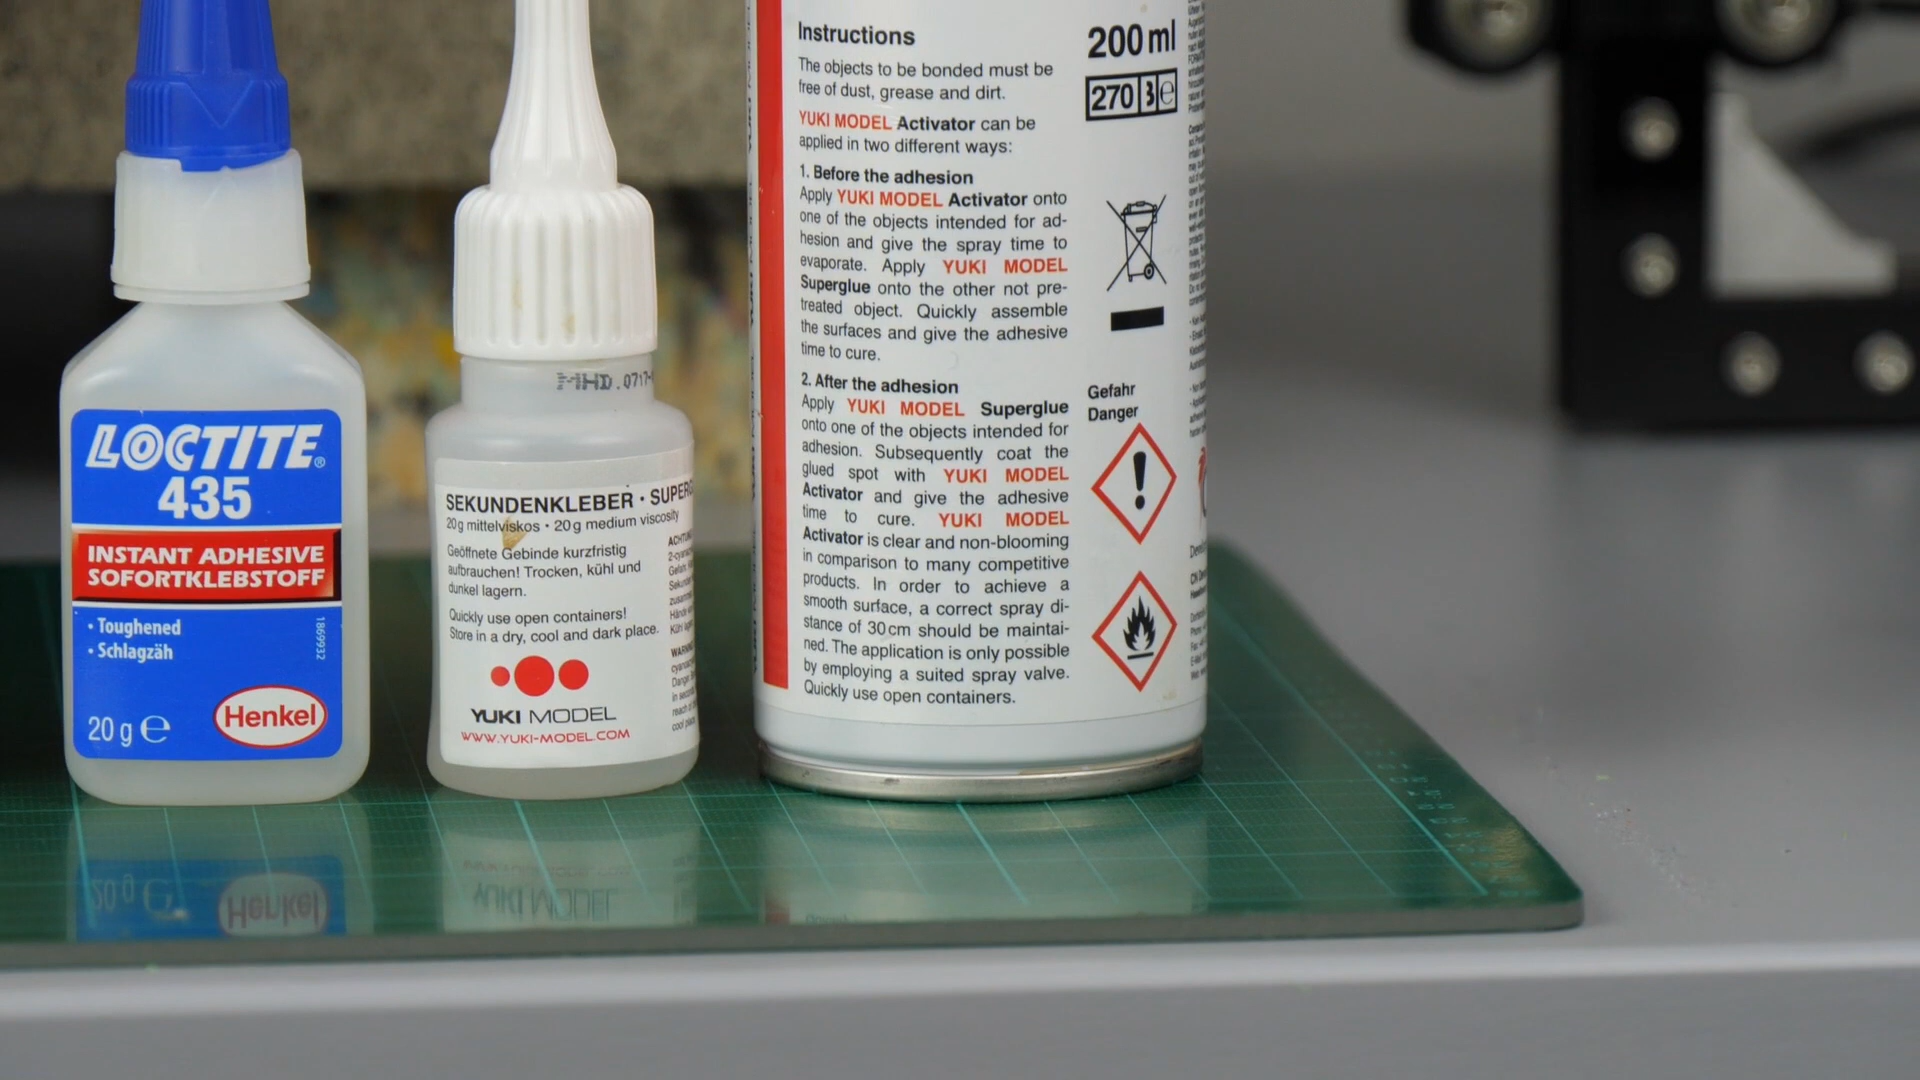 LOCTITE®
435
INSTANT ADHESIVE
SOFORTKLEBSTOFF
• Toughened
• Schlagzäh
1869932
20 g ℮
Henkel
MHD.0717-
SEKUNDENKLEBER • SUPERG
20g mittelviskos • 20g medium viscosity
Geöffnete Gebinde kurzfristig
aufbrauchen! Trocken, kühl und
dunkel lagern.
Quickly use open containers!
Store in a dry, cool and dark place.
YUKI MODEL
WWW.YUKI-MODEL.COM
Instructions
The objects to be bonded must be
free of dust, grease and dirt.
YUKI MODEL Activator can be
applied in two different ways:
1. Before the adhesion
Apply YUKI MODEL Activator onto
one of the objects intended for ad-
hesion and give the spray time to
evaporate. Apply YUKI MODEL
Superglue onto the other not pre-
treated object. Quickly assemble
the surfaces and give the adhesive
time to cure.
2. After the adhesion
Apply YUKI MODEL Superglue
onto one of the objects intended for
adhesion. Subsequently coat the
glued spot with YUKI MODEL
Activator and give the adhesive
time to cure. YUKI MODEL
Activator is clear and non-blooming
in comparison to many competitive
products. In order to achieve a
smooth surface, a correct spray di-
stance of 30cm should be maintai-
ned. The application is only possible
by employing a suited spray valve.
Quickly use open containers.
200 ml
270 3 ℮
Gefahr
Danger